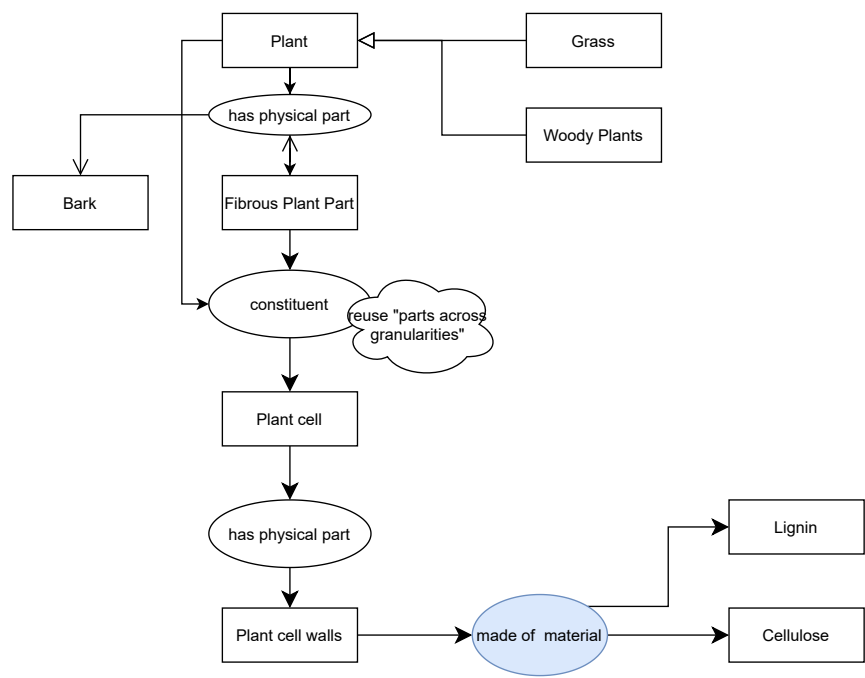 Plant
Grass
has physical part
Woody Plants
Bark
Fibrous Plant Part
constituent
reuse "parts across
granularities"
Plant cell
has physical part
Lignin
Plant cell walls
made of  material
Cellulose